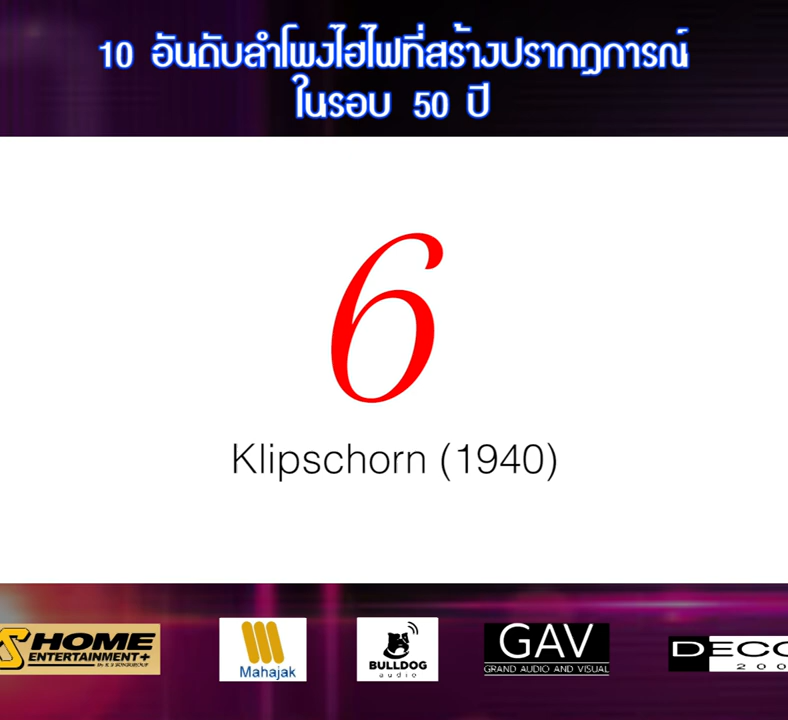 10 อันดับลำโพงไฮไฟที่สร้างปรากฏการณ์
ในรอบ 50 ปี
6
Klipschorn (1940)
S HOME
ENTERTAINMENT+
Mahajak
BULLDOG
audio
GAV
GRAND AUDIO AND VISUAL
DECO
200